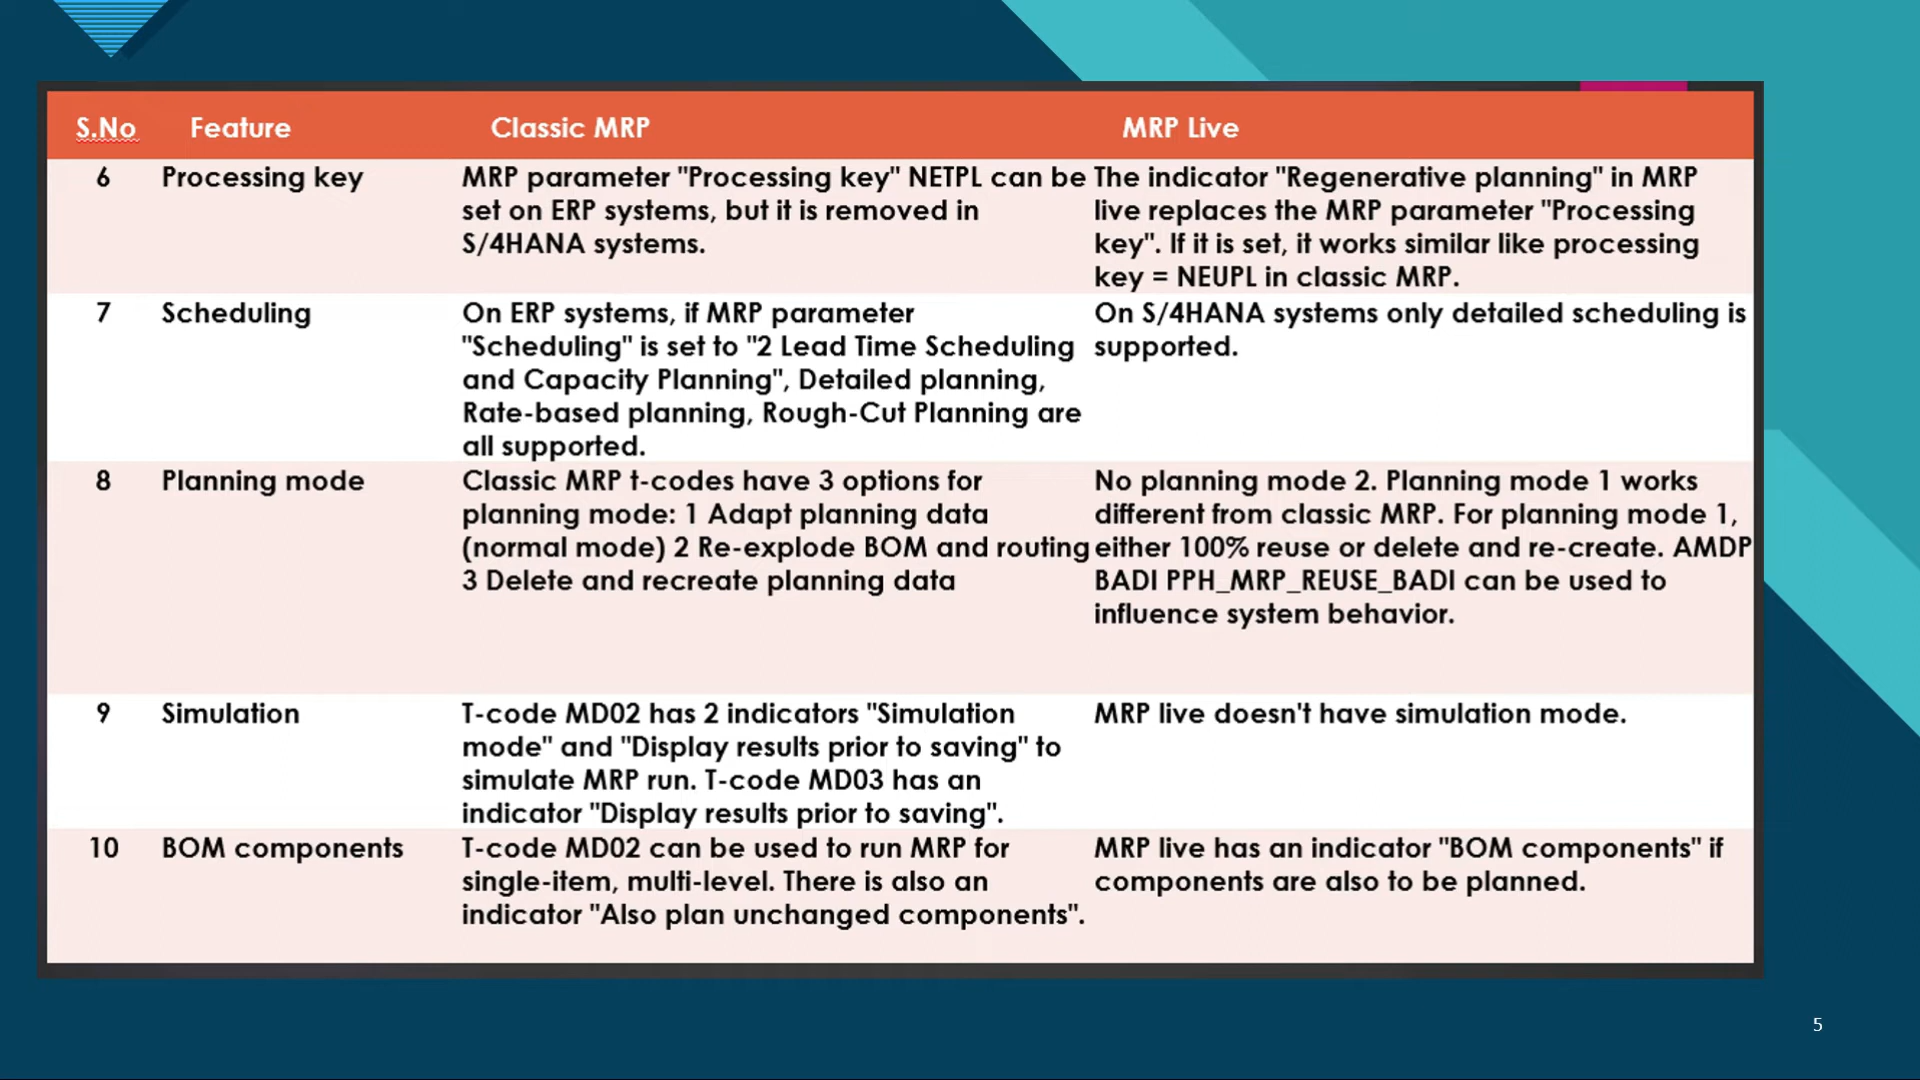 S.No Feature Classic MRP MRP Live
6 Processing key MRP parameter "Processing key" NETPL can be The indicator "Regenerative planning" in MRP
set on ERP systems, but it is removed in live replaces the MRP parameter "Processing
S/4HANA systems. key". If it is set, it works similar like processing
key = NEUPL in classic MRP.
7 Scheduling On ERP systems, if MRP parameter On S/4HANA systems only detailed scheduling is
"Scheduling" is set to "2 Lead Time Scheduling supported.
and Capacity Planning", Detailed planning,
Rate-based planning, Rough-Cut Planning are
all supported.
8 Planning mode Classic MRP t-codes have 3 options for No planning mode 2. Planning mode 1 works
planning mode: 1 Adapt planning data different from classic MRP. For planning mode 1,
(normal mode) 2 Re-explode BOM and routing either 100% reuse or delete and re-create. AMDP
3 Delete and recreate planning data BADI PPH_MRP_REUSE_BADI can be used to
influence system behavior.
9 Simulation T-code MD02 has 2 indicators "Simulation MRP live doesn't have simulation mode.
mode" and "Display results prior to saving" to
simulate MRP run. T-code MD03 has an
indicator "Display results prior to saving".
10 BOM components T-code MD02 can be used to run MRP for MRP live has an indicator "BOM components" if
single-item, multi-level. There is also an components are also to be planned.
indicator "Also plan unchanged components".
5